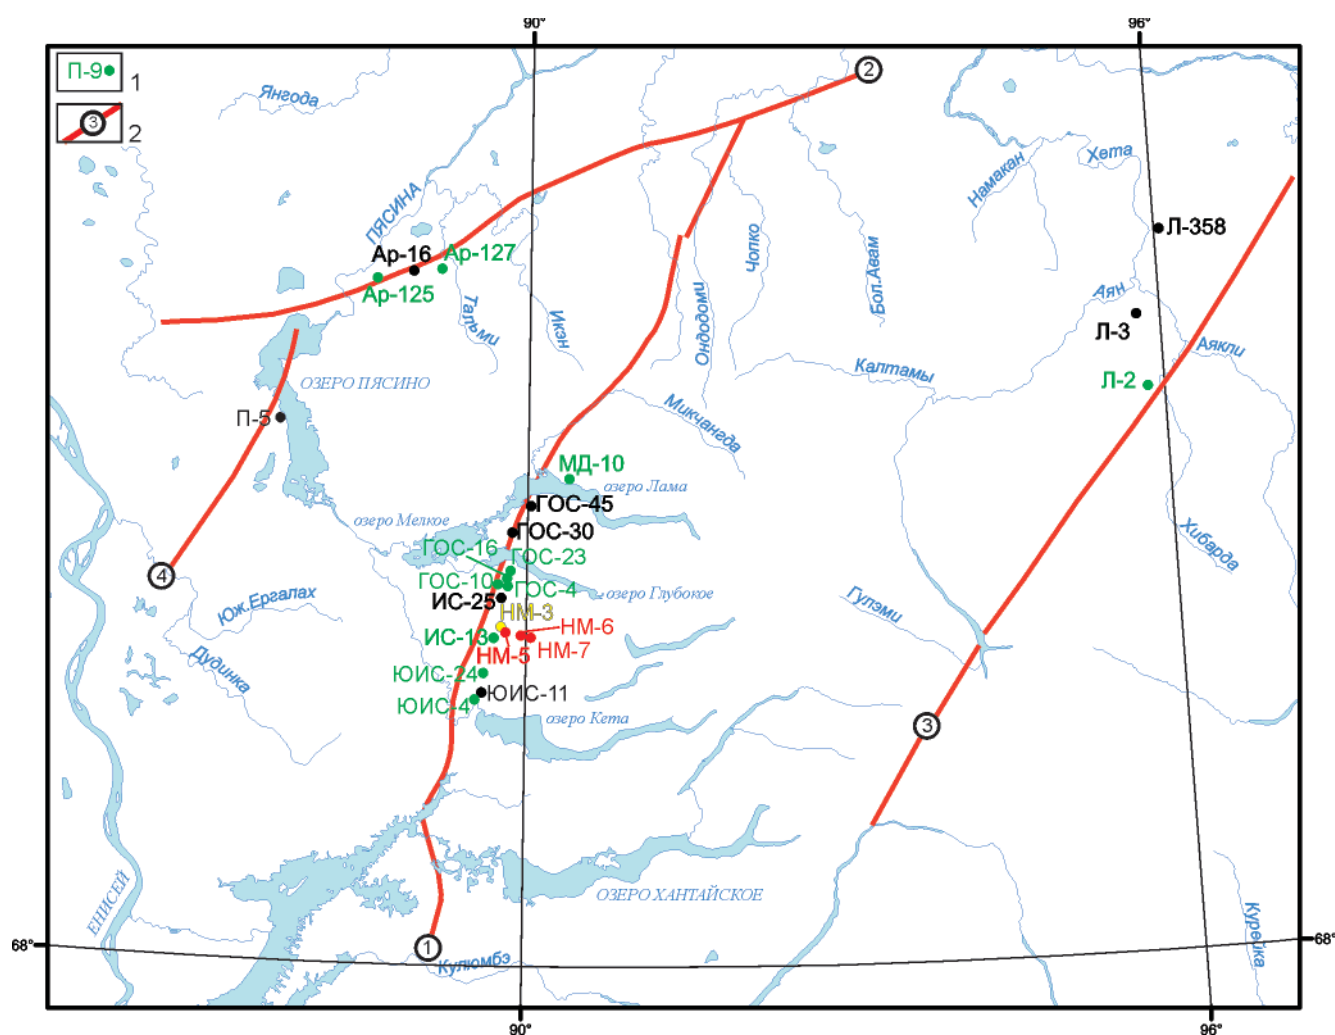 90°
96°
П-9
1
3
2
Янгода
2
Хета
Намакан
ПЯСИНА
Л-358
Ар-16
Ар-127
Ар-125
Чопко
Бол.Авам
Аян
Тальми
Икэн
Ондодоми
Л-3
Аякли
Калтамы
Л-2
ОЗЕРО ПЯСИНО
П-5
Микчангда
МД-10
озеро Лама
ГОС-45
озеро Мелкое
ГОС-30
Хибарда
ГОС-16
ГОС-23
4
ГОС-10
ГОС-4
озеро Глубокое
Юж.Ергалах
ИС-25
НМ-3
Гулэми
НМ-6
ИС-13
НМ-7
НМ-5
Дудинка
ЮИС-24
ЮИС-11
ЮИС-4
озеро Кета
3
ЕНИСЕЙ
ОЗЕРО ХАНТАЙСКОЕ
Курейка
68°
68°
1
Кулюмбэ
90°
96°